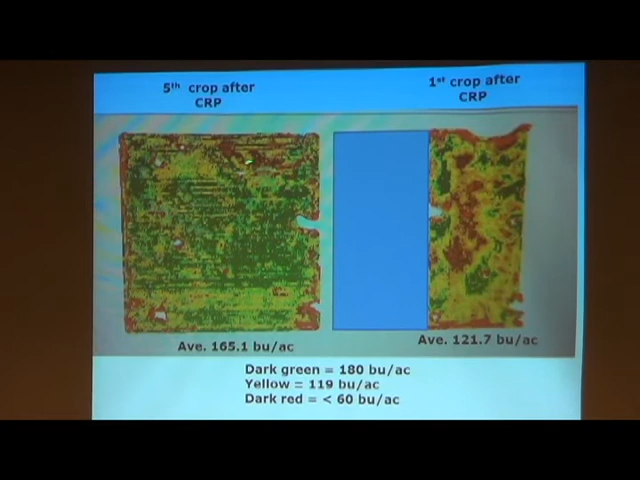 5th crop after
CRP
1st crop after
CRP
Ave. 165.1 bu/ac
Ave. 121.7 bu/ac
Dark green = 180 bu/ac
Yellow = 119 bu/ac
Dark red = < 60 bu/ac